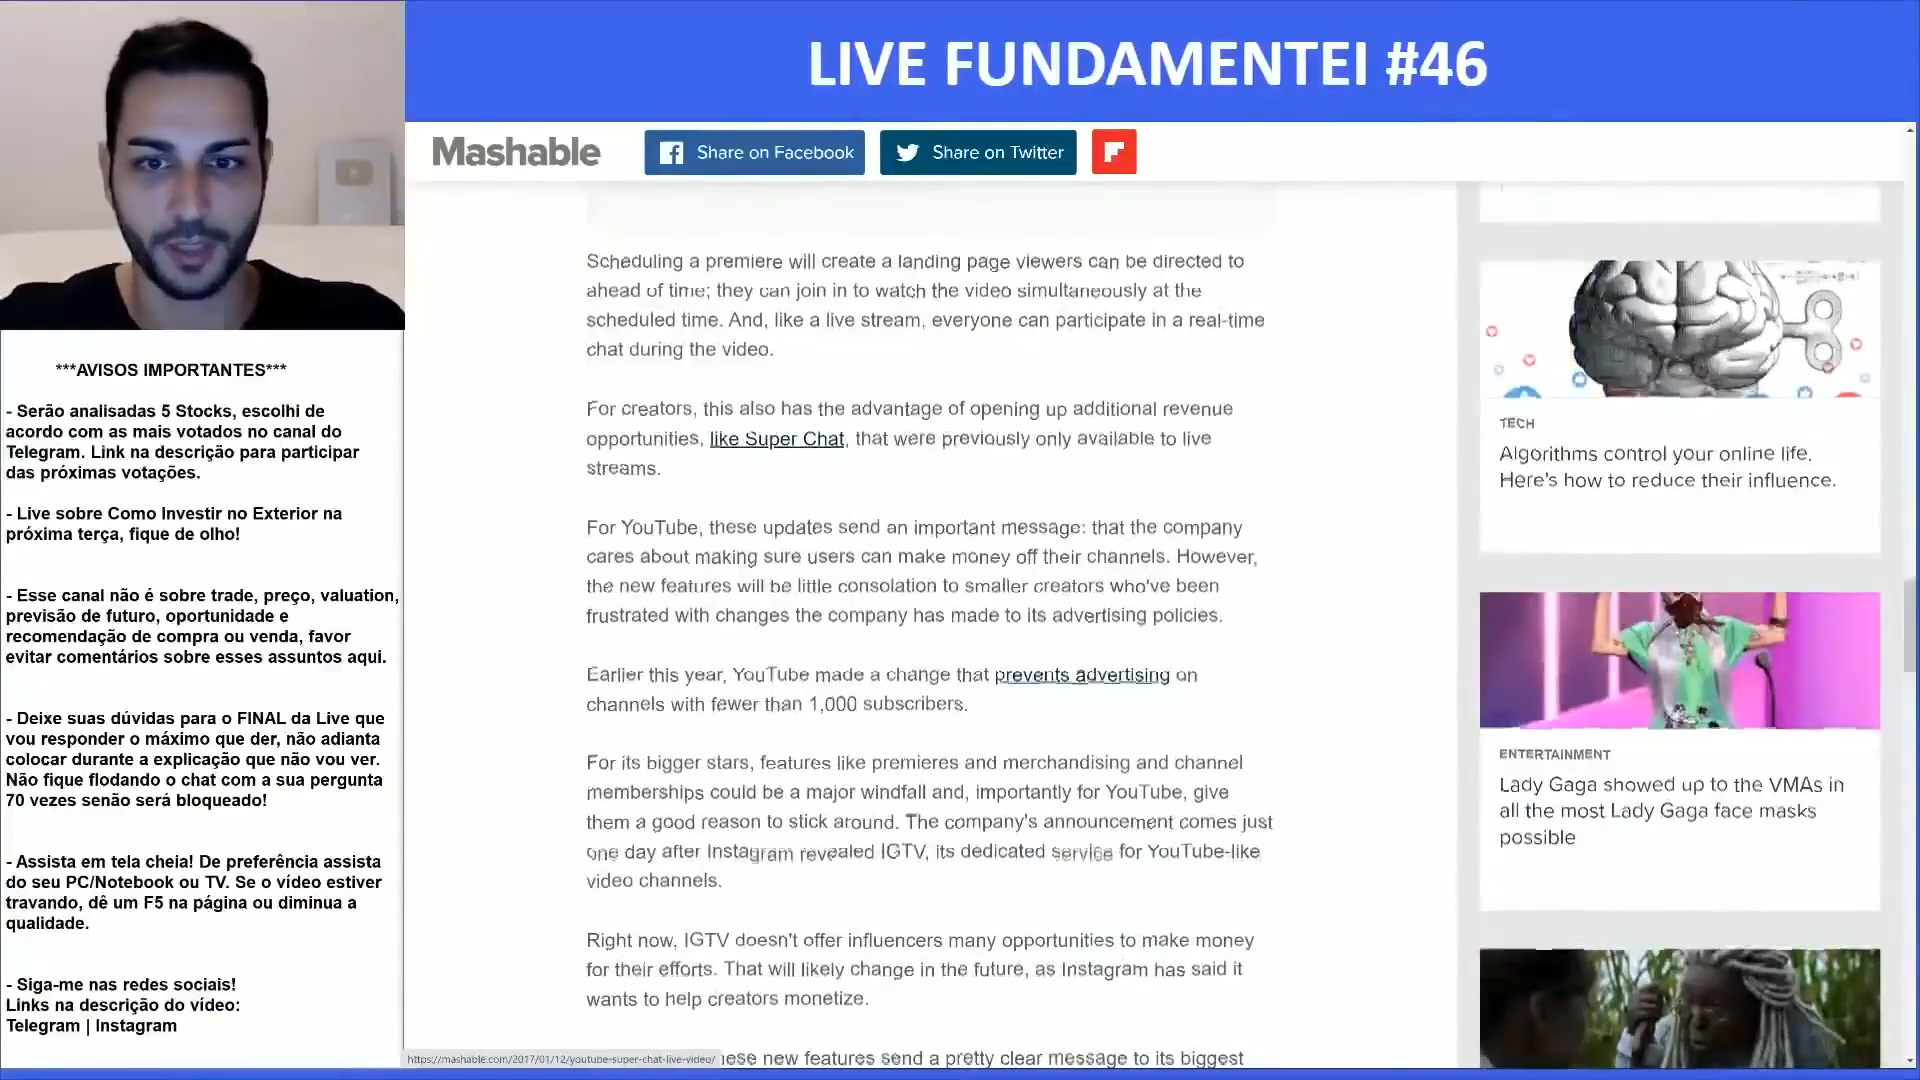 LIVE FUNDAMENTEI #46
Mashable
Share on Facebook
Share on Twitter
***AVISOS IMPORTANTES***
- Serão analisadas 5 Stocks, escolhi de
acordo com as mais votados no canal do
Telegram. Link na descrição para participar
das próximas votações.
- Live sobre Como Investir no Exterior na
próxima terça, fique de olho!
- Esse canal não é sobre trade, preço, valuation,
previsão de futuro, oportunidade e
recomendação de compra ou venda, favor
evitar comentários sobre esses assuntos aqui.
- Deixe suas dúvidas para o FINAL da Live que
vou responder o máximo que der, não adianta
colocar durante a explicação que não vou ver.
Não fique flodando o chat com a sua pergunta
70 vezes senão será bloqueado!
- Assista em tela cheia! De preferência assista
do seu PC/Notebook ou TV. Se o vídeo estiver
travando, dê um F5 na página ou diminua a
qualidade.
- Siga-me nas redes sociais!
Links na descrição do vídeo:
Telegram | Instagram
Scheduling a premiere will create a landing page viewers can be directed to
ahead of time; they can join in to watch the video simultaneously at the
scheduled time. And, like a live stream, everyone can participate in a real-time
chat during the video.
For creators, this also has the advantage of opening up additional revenue
opportunities, like Super Chat, that were previously only available to live
streams.
For YouTube, these updates send an important message: that the company
cares about making sure users can make money off their channels. However,
the new features will be little consolation to smaller creators who've been
frustrated with changes the company has made to its advertising policies.
Earlier this year, YouTube made a change that prevents advertising on
channels with fewer than 1,000 subscribers.
For its bigger stars, features like premieres and merchandising and channel
memberships could be a major windfall and, importantly for YouTube, give
them a good reason to stick around. The company's announcement comes just
one day after Instagram revealed IGTV, its dedicated service for YouTube-like
video channels.
Right now, IGTV doesn't offer influencers many opportunities to make money
for their efforts. That will likely change in the future, as Instagram has said it
wants to help creators monetize.
https://mashable.com/2017/01/12/youtube-super-chat-live-video/
new features send a pretty clear message to its biggest
TECH
Algorithms control your online life.
Here's how to reduce their influence.
ENTERTAINMENT
Lady Gaga showed up to the VMAs in
all the most Lady Gaga face masks
possible